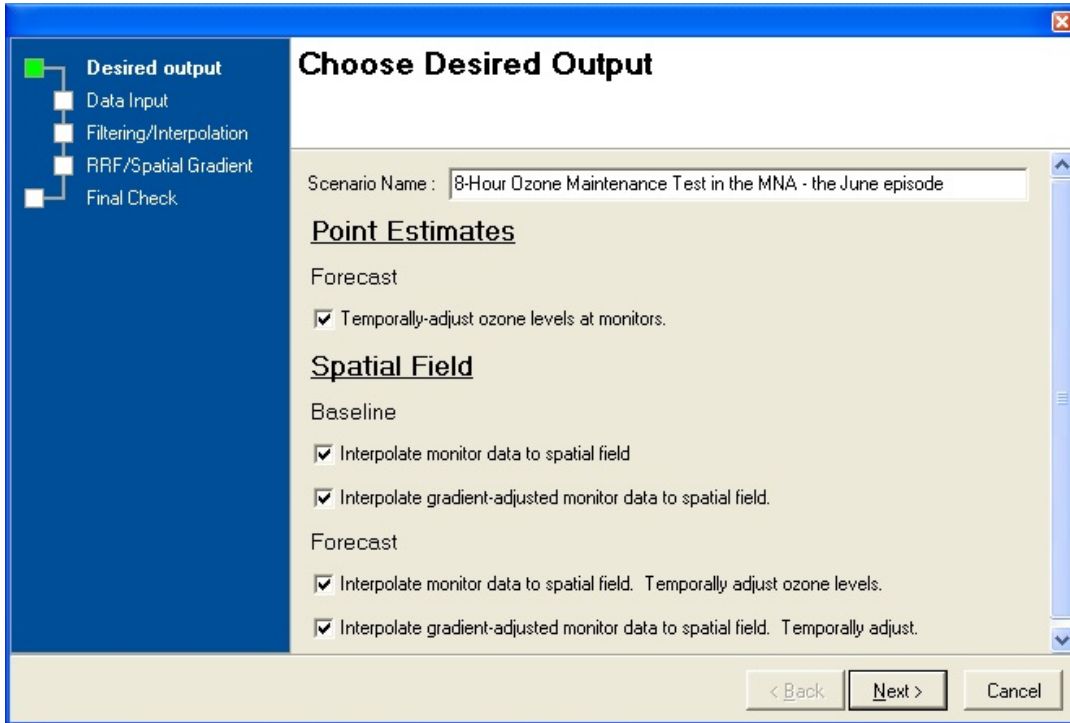 Desired output
Data Input
Filtering/Interpolation
RRF/Spatial Gradient
Final Check
Choose Desired Output
Scenario Name : 8-Hour Ozone Maintenance Test in the MNA - the June episode
Point Estimates
Forecast
Temporally-adjust ozone levels at monitors.
Spatial Field
Baseline
Interpolate monitor data to spatial field
Interpolate gradient-adjusted monitor data to spatial field.
Forecast
Interpolate monitor data to spatial field. Temporally adjust ozone levels.
Interpolate gradient-adjusted monitor data to spatial field. Temporally adjust.
< Back
Next >
Cancel